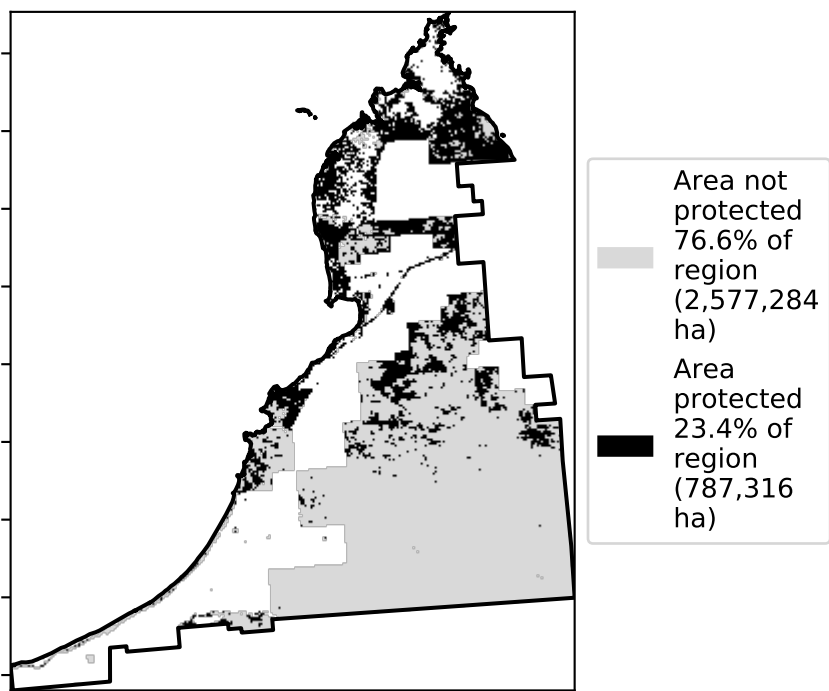 Area not
protected
76.6% of
region
(2,577,284
ha)
Area
protected
23.4% of
region
(787,316
ha)